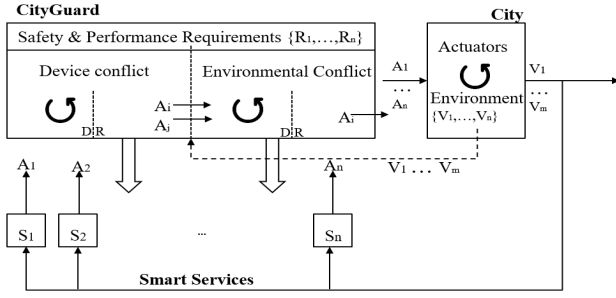 CityGuard
City
Safety & Performance Requirements {R1,…,Rn}
Device conflict
Environmental Conflict
Ai
Aj
D R
Ai
D R
A1
...
An
Actuators
Environment
{V1,…,Vn}
V1
...
Vm
V1 ... Vm
A1
A2
An
S1
S2
...
Sn
Smart Services